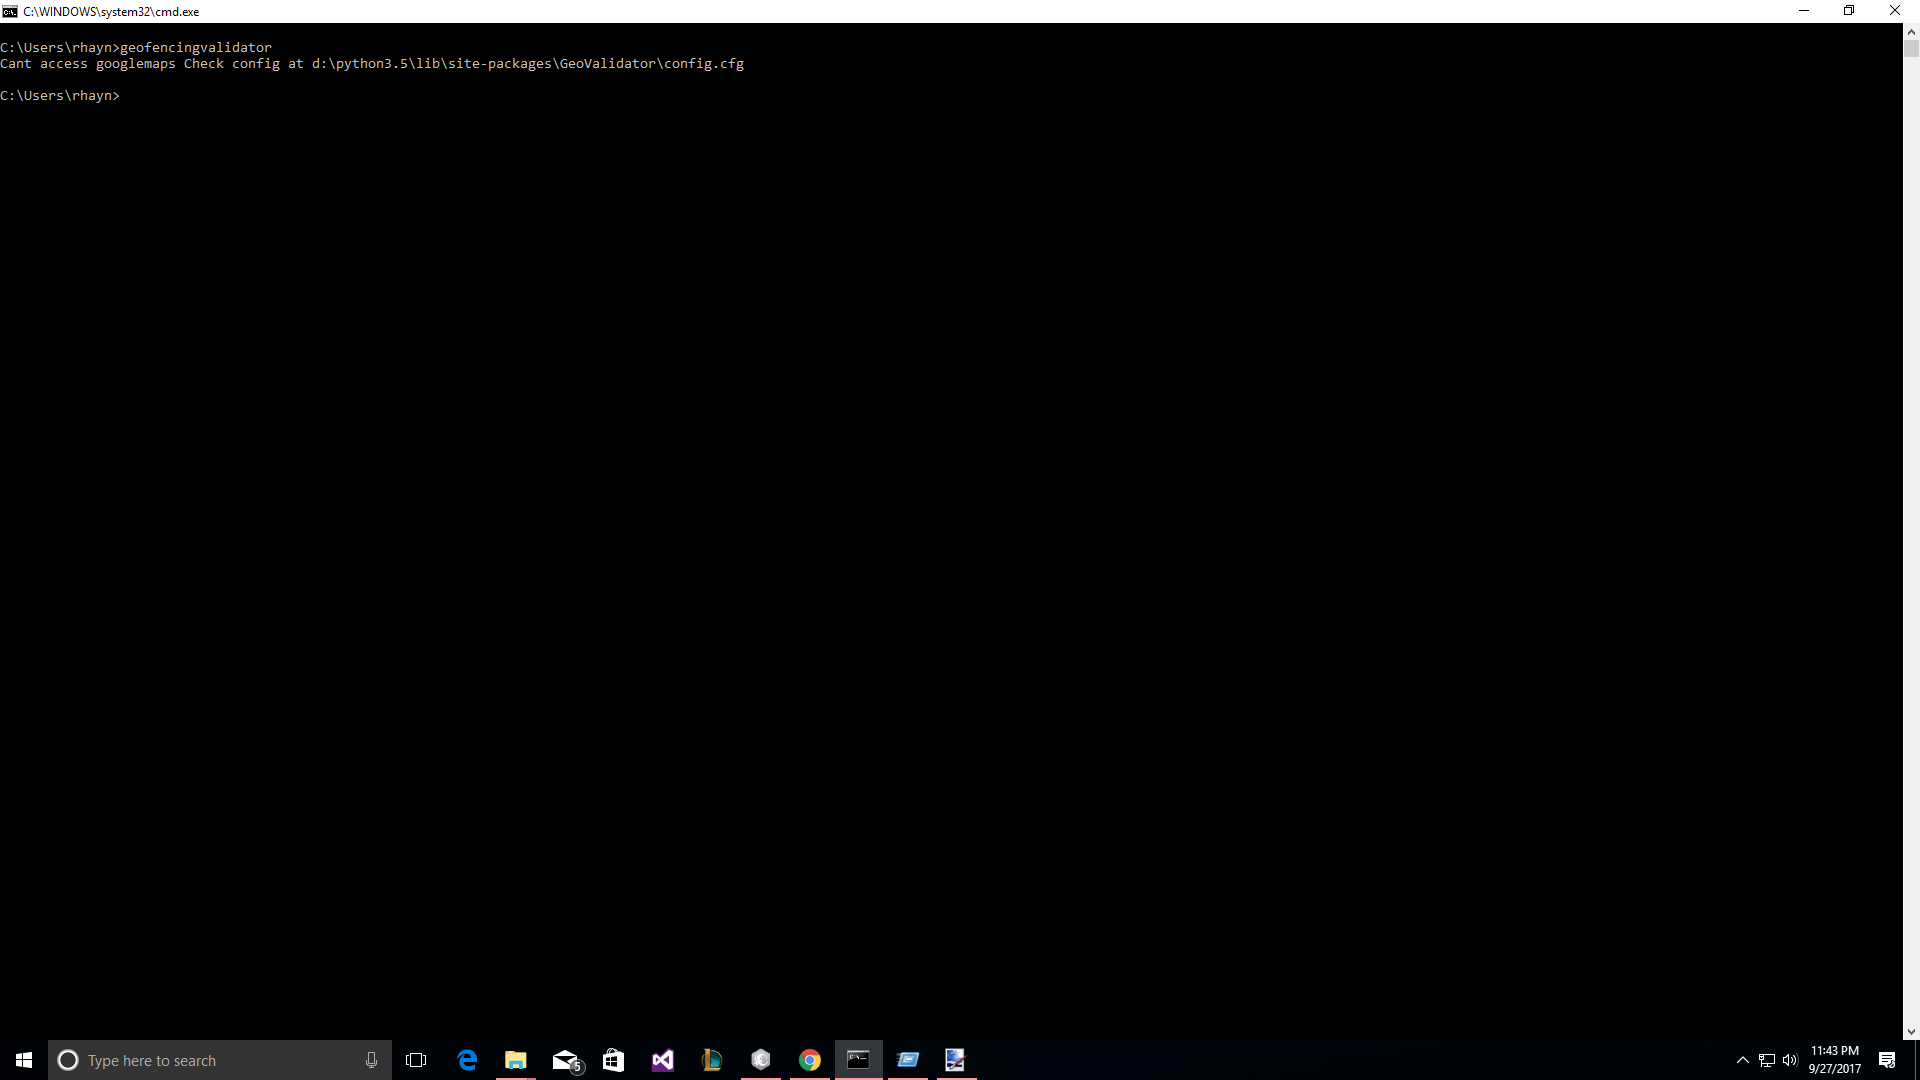 C:\WINDOWS\system32\cmd.exe
C:\Users\rhayn>geofencingvalidator
Cant access googlemaps Check config at d:\python3.5\lib\site-packages\GeoValidator\config.cfg
C:\Users\rhayn>
Type here to search
5
11:43 PM
9/27/2017